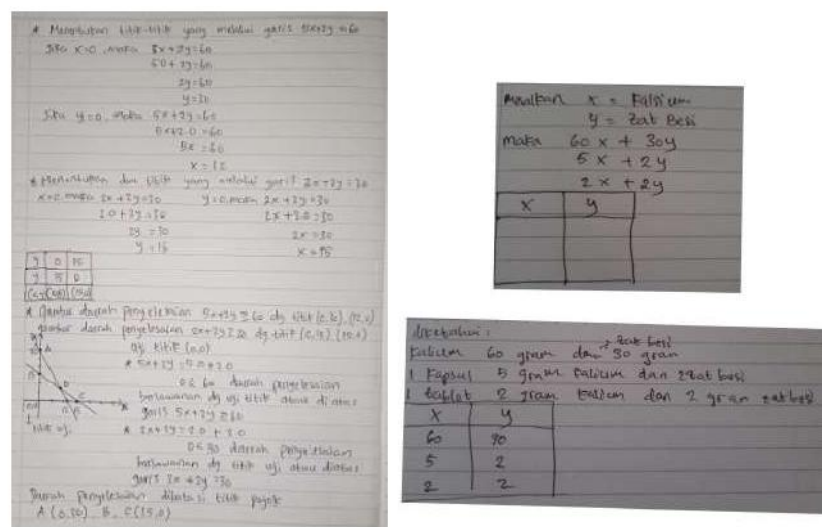 * Menentukan titik-titik yang melalui garis 5x+2y = 60
Jika x=0, maka 5x+2y=60
5.0+2y=60
2y=60
y=30
Jika y=0, maka 5x+2y=60
5x+2.0=60
5x=60
x=12
* Menentukan dua titik yang melalui garis 2x+2y=30
x=0, maka 2x+2y=30 y=0, maka 2x+2y=30
2.0+2y=30 2x+2.0=30
2y=30 2x=30
y=15 x=15
0 15
15 0
* gambar daerah penyelesaian 5x+2y≥60 dg titik
gambar daerah penyelesaian 2x+2y≥30 dg titik
uji titik (0,0)
* 5x+2y=
0≤60 daerah penyelesaian
berlawanan dg uji titik atau diatas
garis 5x+2y≥60
* 2x+2y=2.0+2.0
0≤30 daerah penyelesaian
berlawanan dg titik uji atau diatas
garis 2x+2y=30
Daerah penyelesaian dibatasi titik pojok
A (0,30) B, C(15,0)
Misalkan x = Kalsium
y = zat Besi
maka 60x + 30y
5x + 2y
2x + 2y
x y
diketahui:
kalsium 60 gram dan 30 gram
zat besi
1 kapsul 5 gram kalsium dan 2 zat besi
1 tablet 2 gram kalsium dan 2 gram zat besi
x y
60 30
5 2
2 2